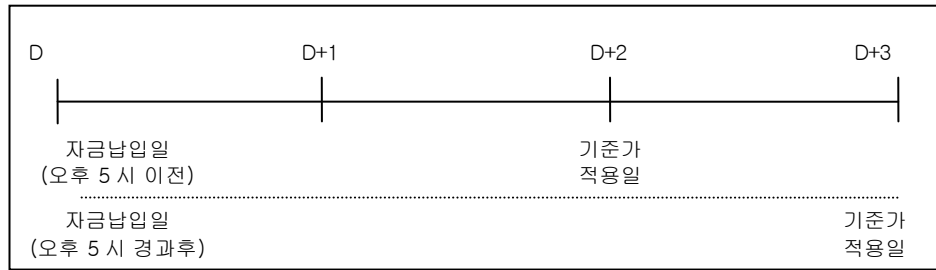 D D+1 D+2 D+3
자금납입일 기준가
(오후 5 시 이전) 적용일
자금납입일 기준가
(오후 5 시 경과후) 적용일